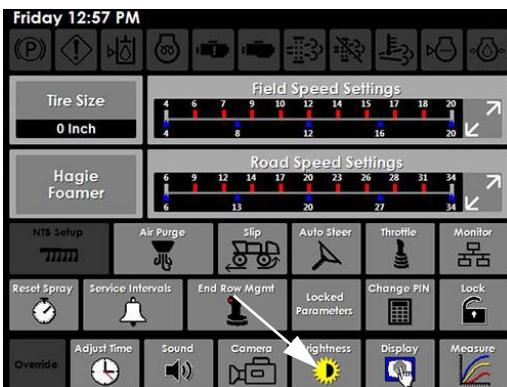 Friday 12:57 PM
Tire Size
0 Inch
Field Speed Settings
4 6 7 9 10 12 14 15 17 18 20
4 8 12 16 20
Hagie
Foamer
Road Speed Settings
6 9 12 14 17 20 23 26 28 31 34
6 13 20 27 34
NTB Setup Air Purge Slip Auto Steer Throttle Monitor
Reset Spray Service Intervals End Row Mgmt Locked Parameters Change PIN Lock
Override Adjust Time Sound Camera Brightness Display Measure